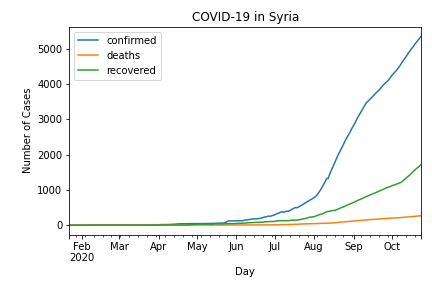 COVID-19 in Syria
confirmed
deaths
recovered
Number of Cases
5000
4000
3000
2000
1000
0
Feb Mar Apr May Jun Jul Aug Sep Oct
2020
Day